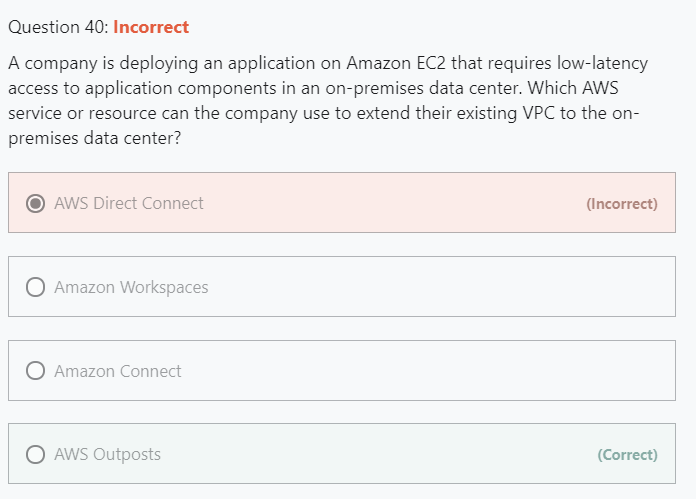 Question 40: Incorrect
A company is deploying an application on Amazon EC2 that requires low-latency
access to application components in an on-premises data center. Which AWS
service or resource can the company use to extend their existing VPC to the on-
premises data center?
AWS Direct Connect (Incorrect)
Amazon Workspaces
Amazon Connect
AWS Outposts (Correct)